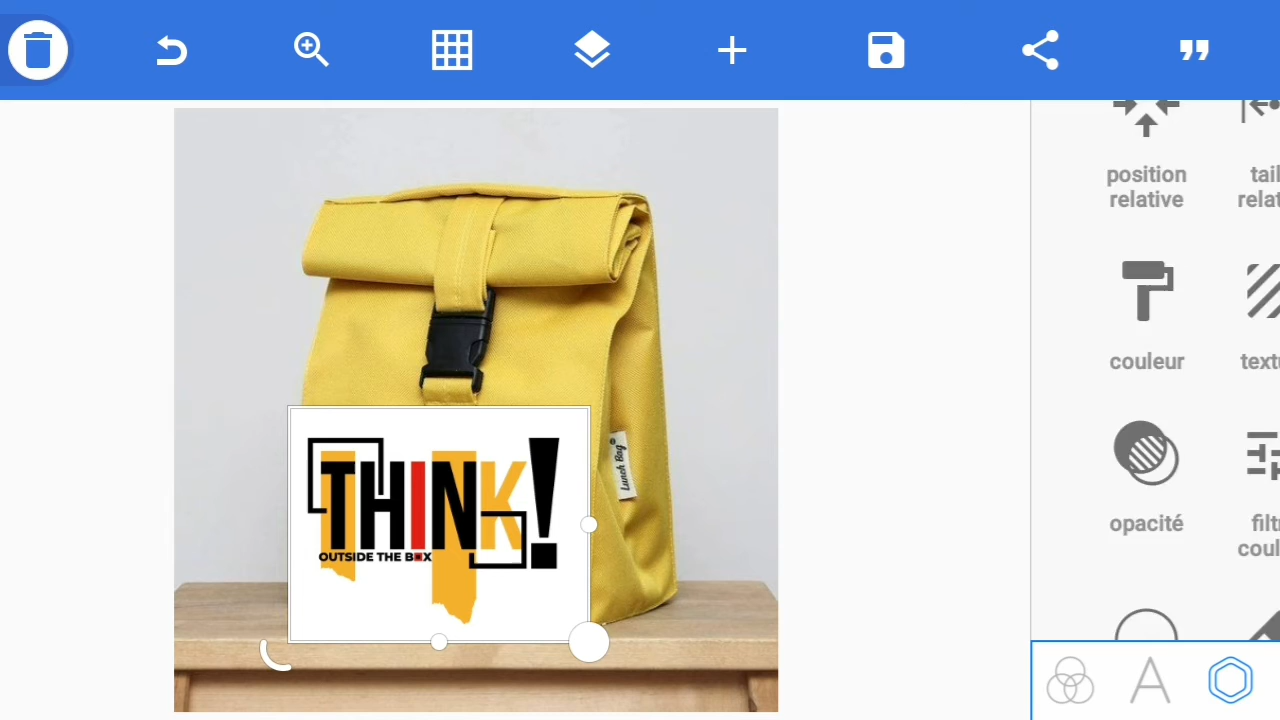 position
relative
tail
relat
couleur
textu
THINK!
OUTSIDE THE BOX
Lunch Bag
opacité
filt
coul